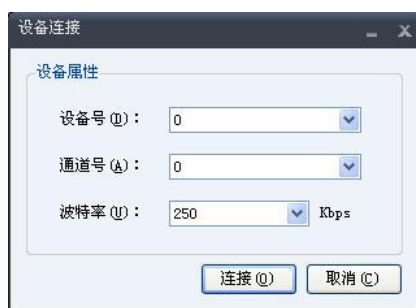 设备连接
设备属性
设备号(D)： 0
通道号(A)： 0
波特率(U)： 250 Kbps
连接(O) 取消(C)